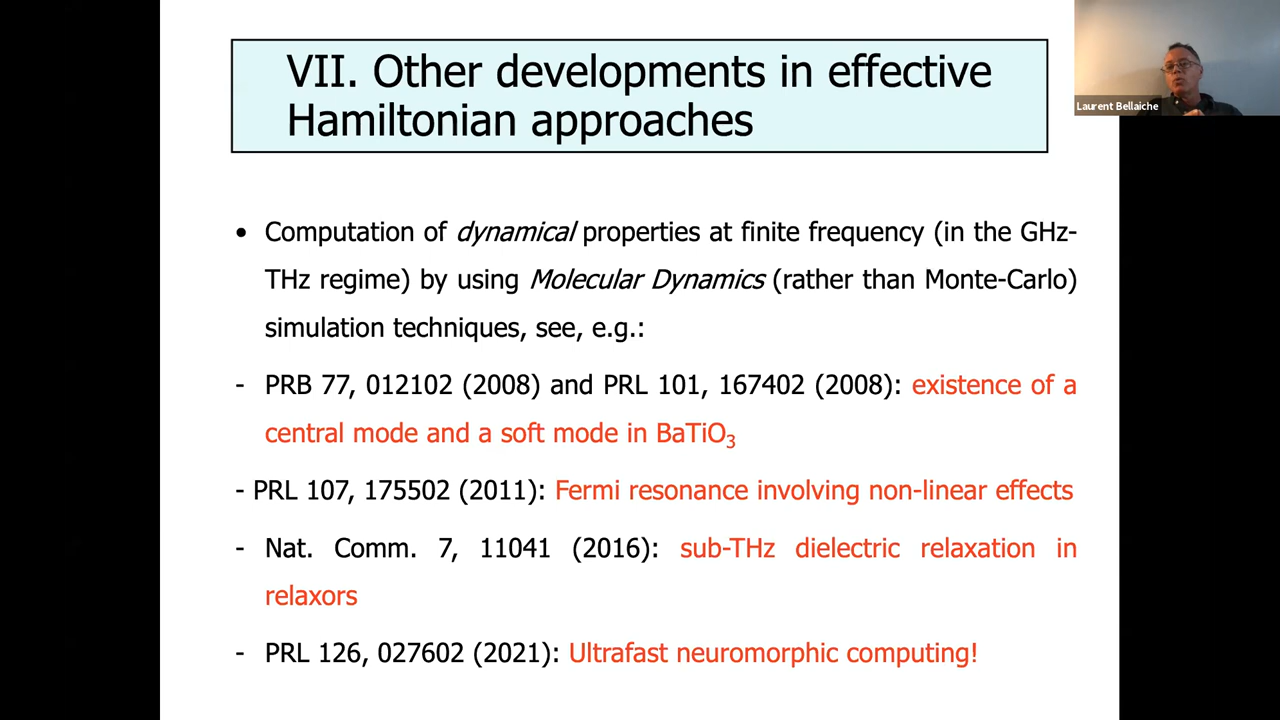 VII. Other developments in effective
Hamiltonian approaches
Laurent Bellaiche
• Computation of dynamical properties at finite frequency (in the GHz-
THz regime) by using Molecular Dynamics (rather than Monte-Carlo)
simulation techniques, see, e.g.:
- PRB 77, 012102 (2008) and PRL 101, 167402 (2008): existence of a
central mode and a soft mode in BaTiO₃
- PRL 107, 175502 (2011): Fermi resonance involving non-linear effects
- Nat. Comm. 7, 11041 (2016): sub-THz dielectric relaxation in
relaxors
- PRL 126, 027602 (2021): Ultrafast neuromorphic computing!